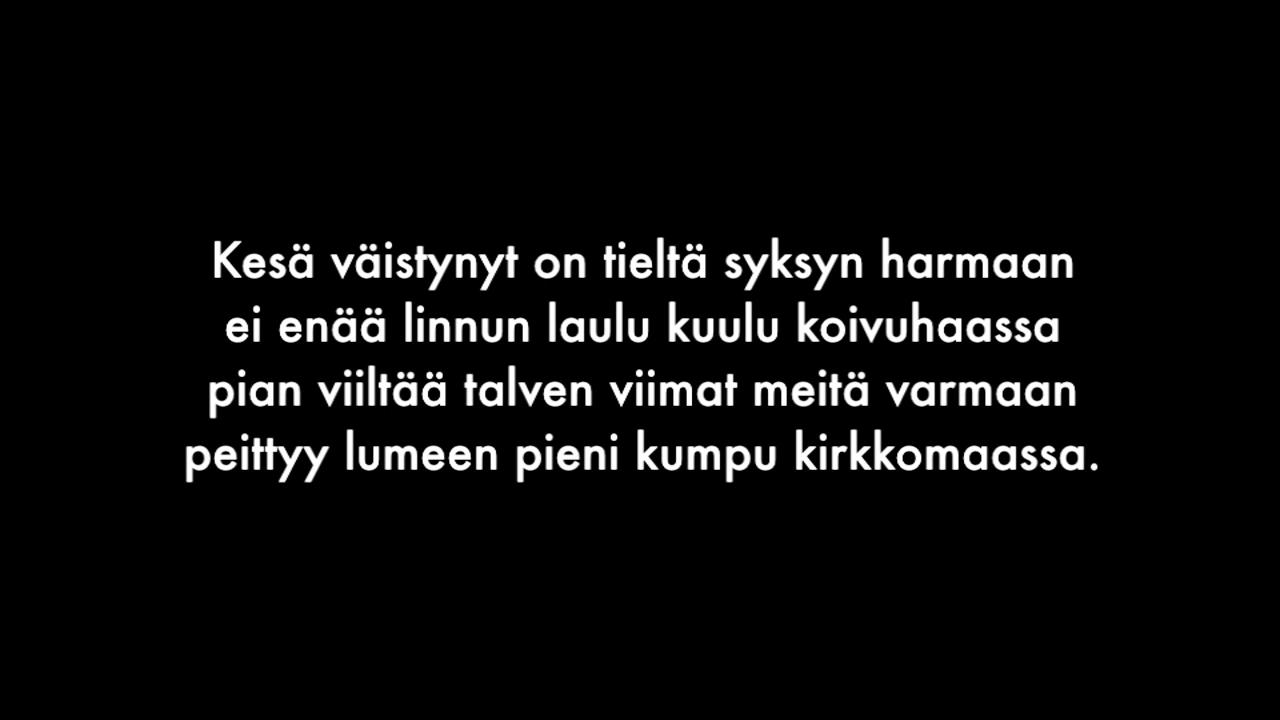 Kesä väistynyt on tieltä syksyn harmaan
ei enää linnun laulu kuulu koivuhaassa
pian viiltää talven viimat meitä varmaan
peittyy lumeen pieni kumpu kirkkomaassa.